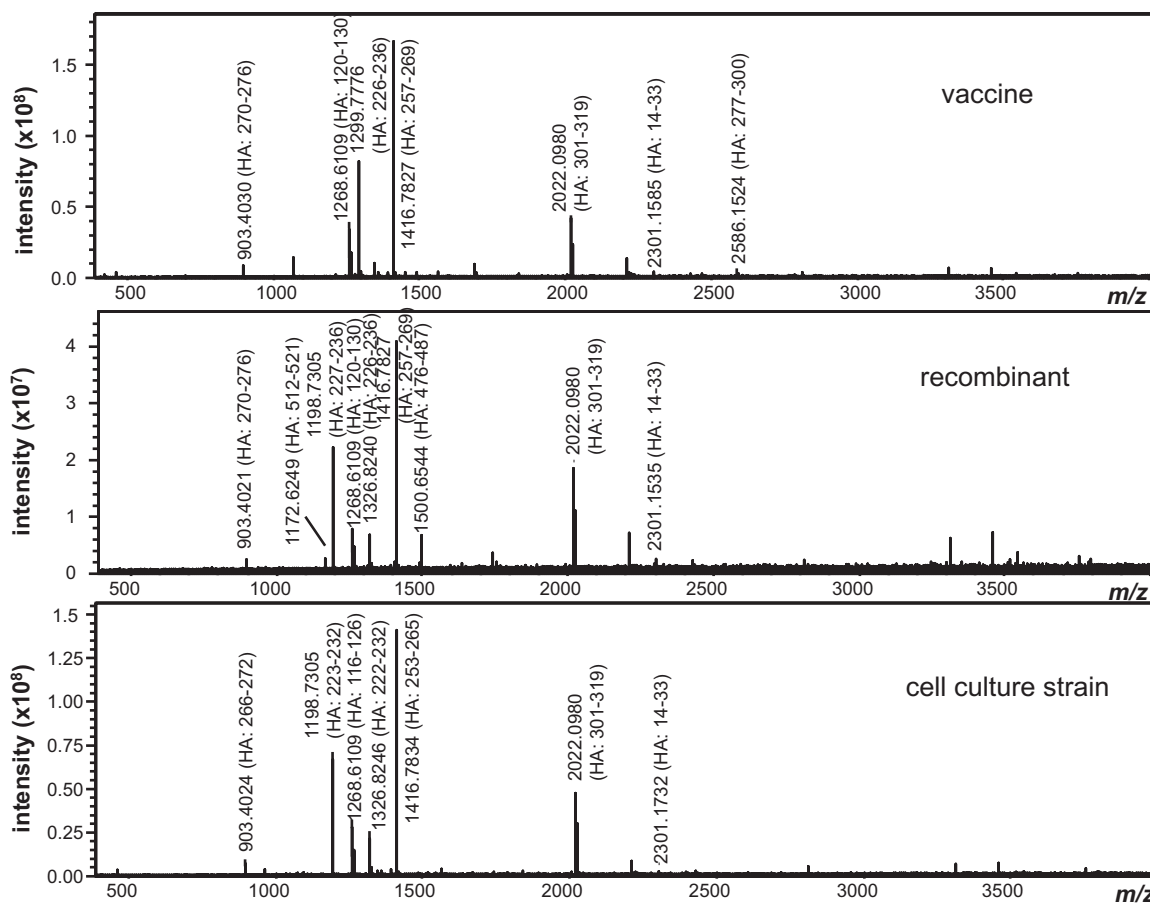 intensity (x10⁸)
1.5
1.0
0.5
0.0
903.4030 (HA: 270-276)
1268.6109 (HA: 120-130)
1299.7776
(HA: 226-236)
1416.7827 (HA: 257-269)
2022.0980
(HA: 301-319)
2301.1585 (HA: 14-33)
2586.1524 (HA: 277-300)
vaccine
500
1000
1500
2000
2500
3000
3500
m/z
intensity (x10⁷)
4
3
2
1
0
903.4021 (HA: 270-276)
1172.6249 (HA: 512-521)
1198.7305
(HA: 227-236)
1268.6109 (HA: 120-130)
1326.8240 (HA: 226-236)
1416.7827
(HA: 257-269)
1500.6544 (HA: 476-487)
2022.0980
(HA: 301-319)
2301.1535 (HA: 14-33)
recombinant
500
1000
1500
2000
2500
3000
3500
m/z
intensity (x10⁸)
1.5
1.25
1.00
0.75
0.50
0.25
0.00
903.4024 (HA: 266-272)
1198.7305
(HA: 223-232)
1268.6109 (HA: 116-126)
1326.8246 (HA: 222-232)
1416.7834 (HA: 253-265)
2022.0980
(HA: 301-319)
2301.1732 (HA: 14-33)
cell culture strain
500
1000
1500
2000
2500
3000
3500
m/z